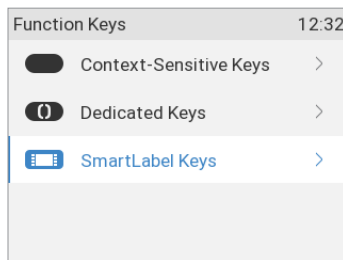 Function Keys 12:32
Context-Sensitive Keys
Dedicated Keys
SmartLabel Keys